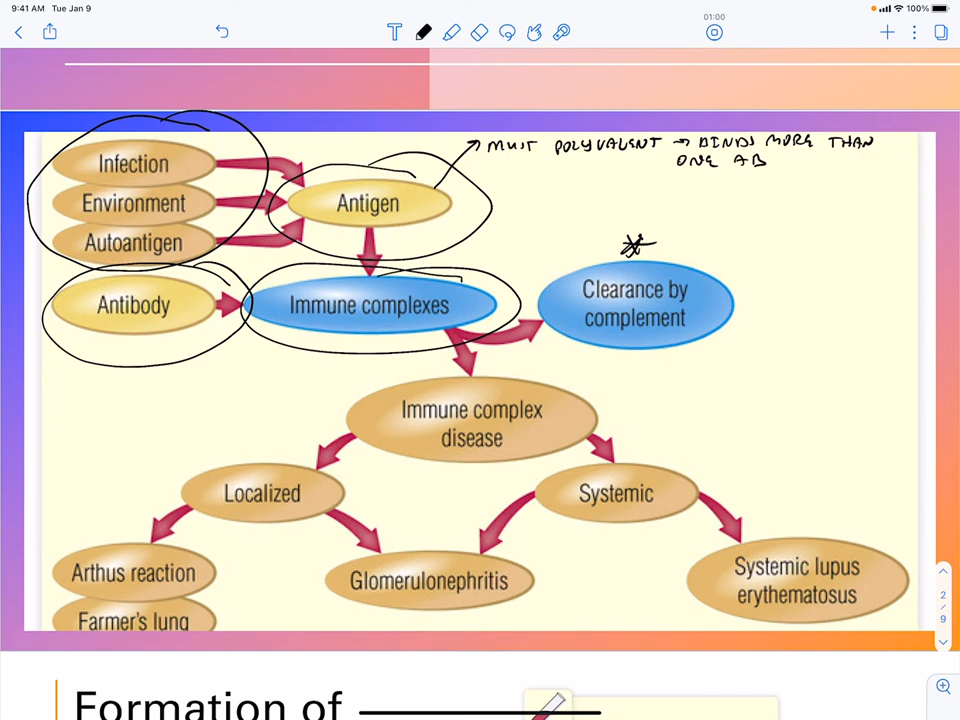 9:41 AM Tue Jan 9
100%
01:00
Infection
Environment
Autoantigen
Antibody
Antigen
MUST POLYVALENT → BINDS MORE THAN
ONE AB
Immune complexes
Clearance by
complement
Immune complex
disease
Localized
Systemic
Arthus reaction
Farmer's lung
Glomerulonephritis
Systemic lupus
erythematosus
2
/
9
Formation of